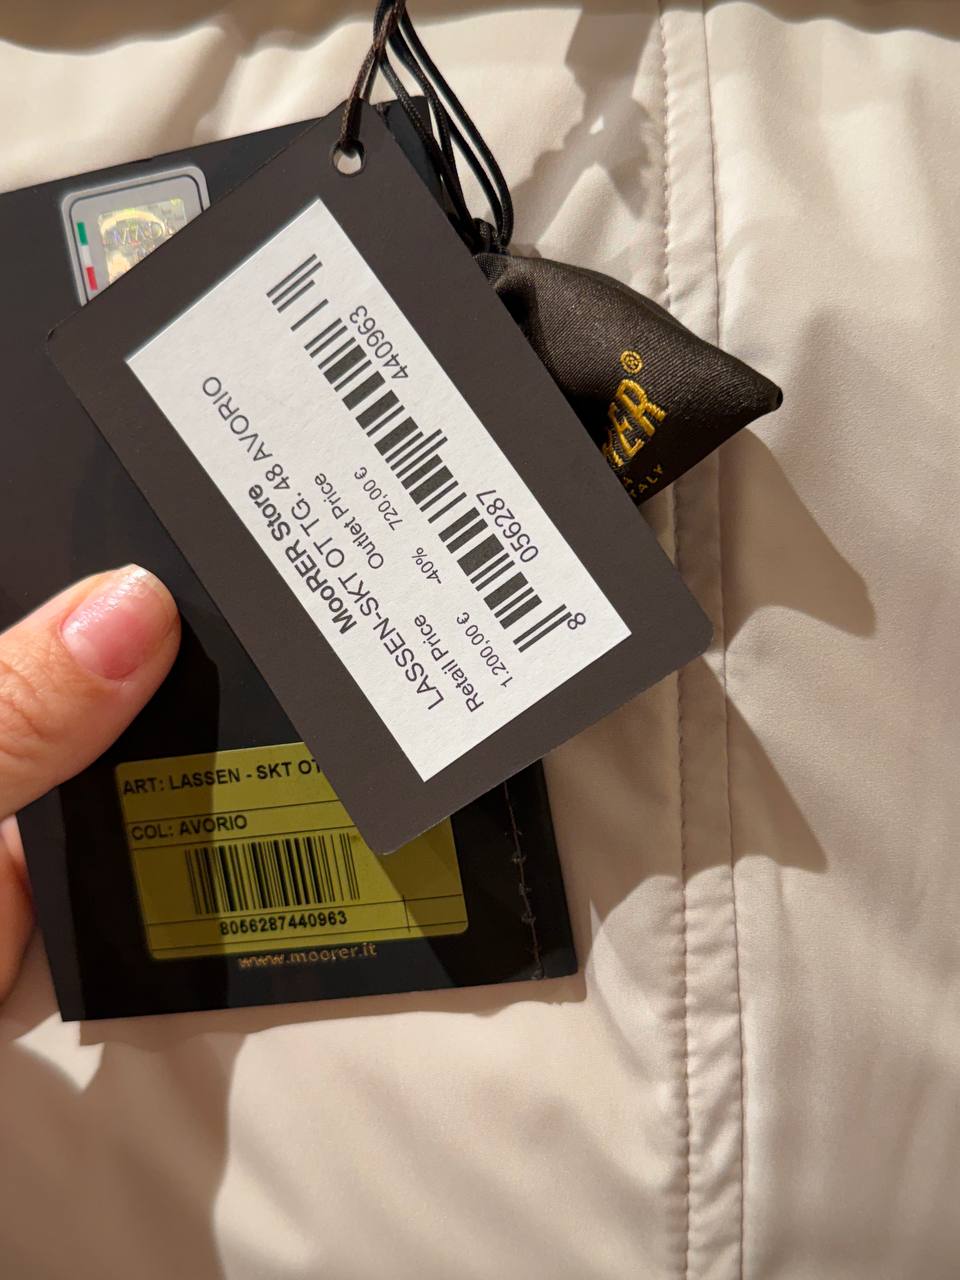 MooRER Store
LASSEN-SKT OT TG. 48 AVORIO
Retail Price Outlet Price
1.200,00 € -40% 720,00 €
8 056287 440963
ART: LASSEN - SKT OT
COL: AVORIO
8056287440963
www.moorer.it
ER®